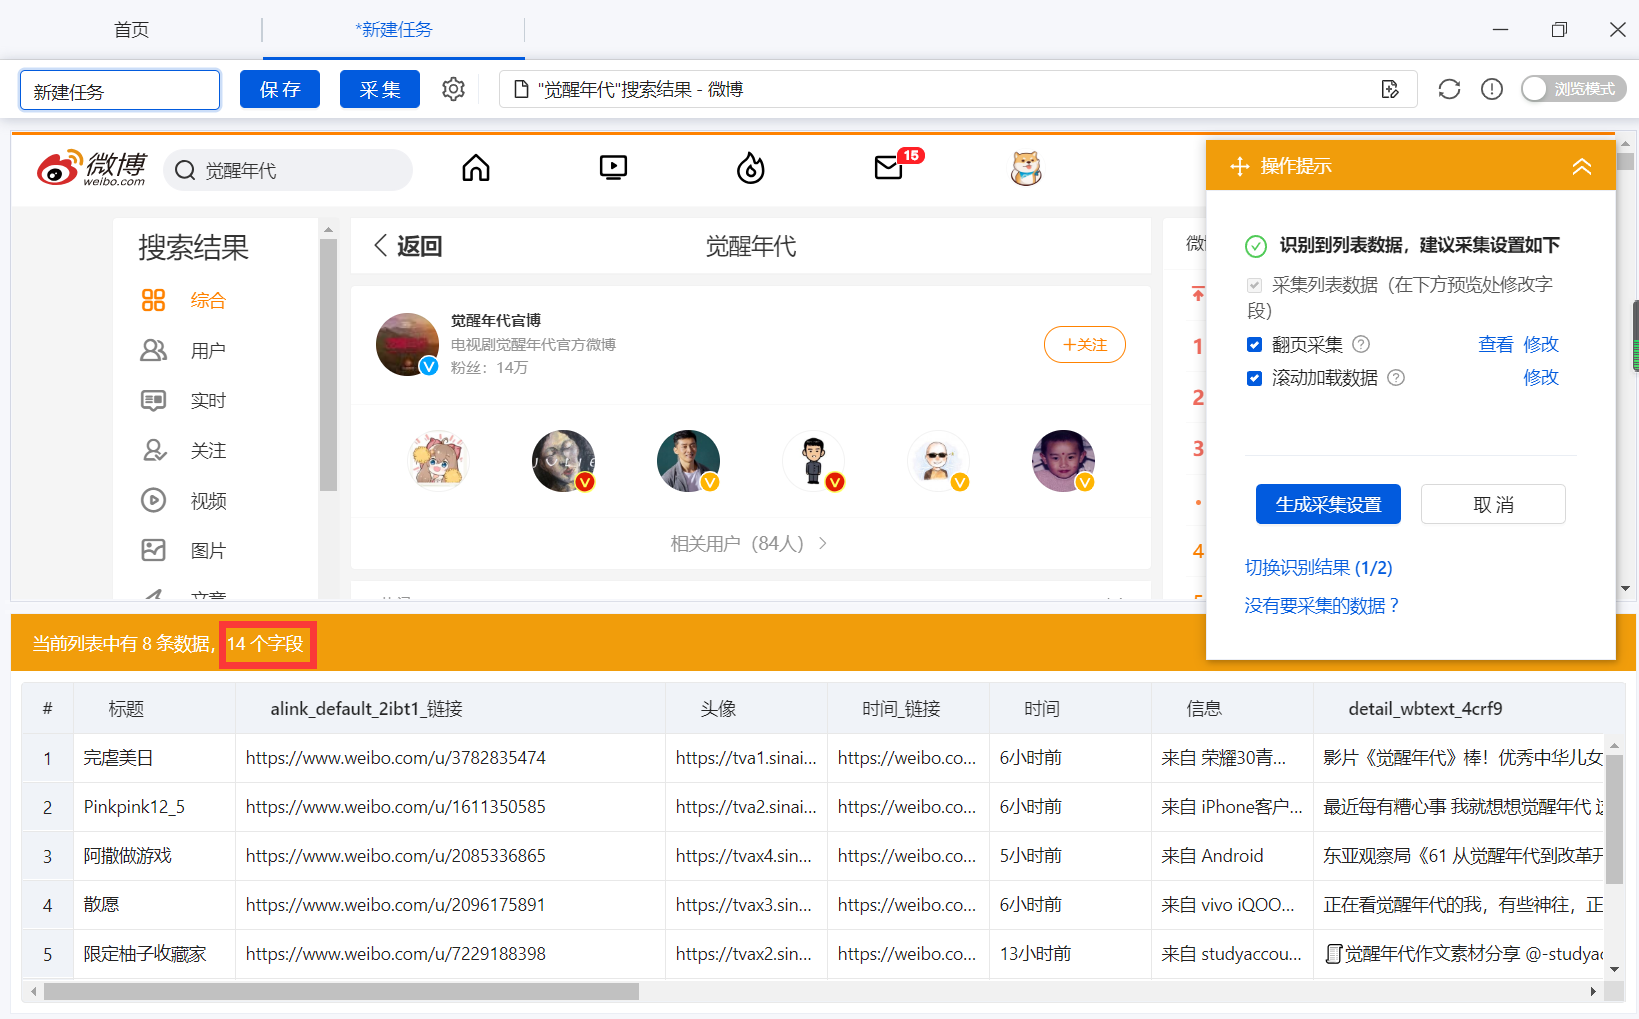 首页
*新建任务
新建任务
保存
采集
"觉醒年代"搜索结果 - 微博
浏览模式
微博
weibo.com
觉醒年代
15
搜索结果
综合
用户
实时
关注
视频
图片
文章
返回
觉醒年代
觉醒年代官博
电视剧觉醒年代官方微博
粉丝：14万
+关注
相关用户（84人）
1
2
3
4
操作提示
识别到列表数据，建议采集设置如下
采集列表数据（在下方预览处修改字
段）
翻页采集
查看 修改
滚动加载数据
修改
生成采集设置
取消
切换识别结果 (1/2)
没有要采集的数据？
当前列表中有 8 条数据，14 个字段
# 标题 alink_default_2ibt1_链接 头像 时间_链接 时间 信息 detail_wbtext_4crf9
1 完虐美日 https://www.weibo.com/u/3782835474 https://tva1.sinai... https://weibo.co... 6小时前 来自 荣耀30青... 影片《觉醒年代》棒！优秀中华儿女
2 Pinkpink12_5 https://www.weibo.com/u/1611350585 https://tva2.sinai... https://weibo.co... 6小时前 来自 iPhone客户... 最近每有糟心事 我就想想觉醒年代
3 阿撒做游戏 https://www.weibo.com/u/2085336865 https://tvax4.sin... https://weibo.co... 5小时前 来自 Android 东亚观察局《61 从觉醒年代到改革开
4 散愿 https://www.weibo.com/u/2096175891 https://tvax3.sin... https://weibo.co... 6小时前 来自 vivo iQOO... 正在看觉醒年代的我，有些神往，正
5 限定柚子收藏家 https://www.weibo.com/u/7229188398 https://tvax2.sin... https://weibo.co... 13小时前 来自 studyaccou... 觉醒年代作文素材分享 @-studyac